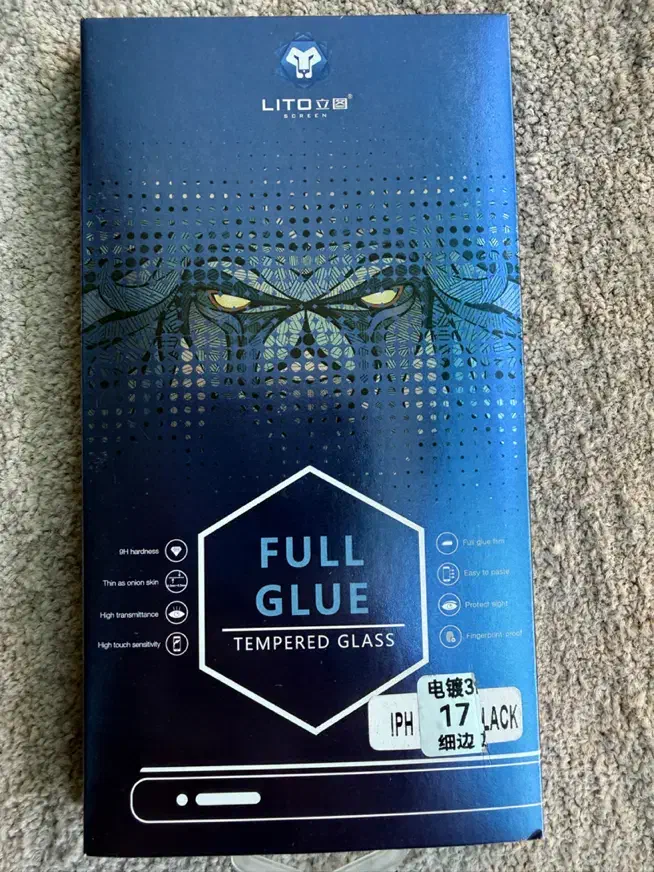 LITO立图®
SCREEN
9H hardness
Thin as onion skin
High transmittance
High touch sensitivity
FULL
GLUE
TEMPERED GLASS
Full glue film
Easy to paste
Protect sight
Fingerprint-proof
IPH
电镀3
17
细边
LACK